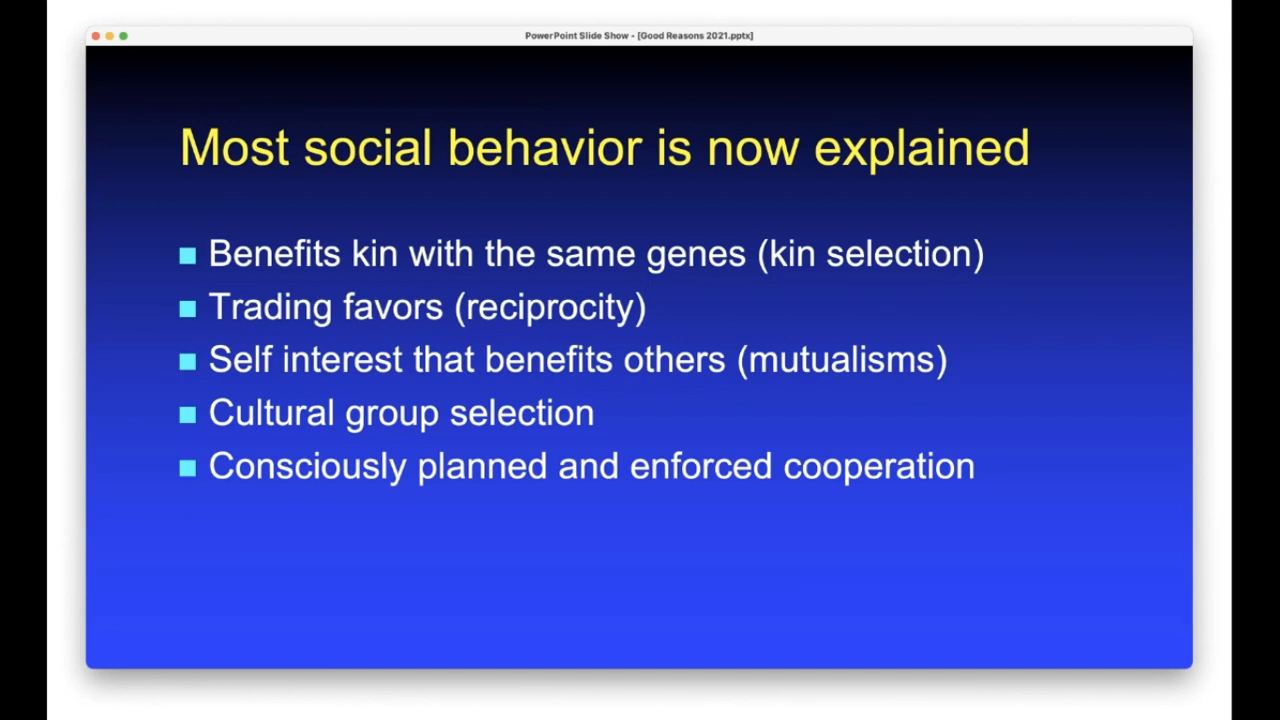 PowerPoint Slide Show - [Good Reasons 2021.pptx]
Most social behavior is now explained
Benefits kin with the same genes (kin selection)
Trading favors (reciprocity)
Self interest that benefits others (mutualisms)
Cultural group selection
Consciously planned and enforced cooperation